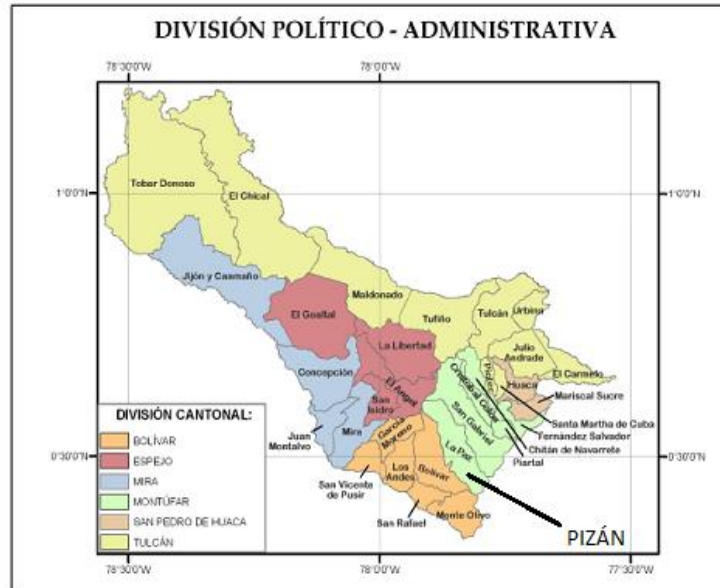 DIVISIÓN POLÍTICO - ADMINISTRATIVA
78°30'0"W
78°0'0"W
1°0'0"N
1°0'0"N
Tobar Donoso
El Chical
Jijón y Caamaño
Maldonado
El Goaltal
Tufiño
Tulcán
Urbina
La Libertad
Julio
Andrade
El Carmelo
Concepción
Cristóbal Colón
Huaca
Mariscal Sucre
El Angel
San
Isidro
Santa Martha de Cuba
San Gabriel
Fernández Salvador
DIVISIÓN CANTONAL:
BOLÍVAR
ESPEJO
MIRA
MONTÚFAR
SAN PEDRO DE HUACA
TULCÁN
Juan
Montalvo
Mira
García
Moreno
La Paz
Chitán de Navarrete
Piartal
0°30'0"N
0°30'0"N
San Vicente
de Pusir
Los
Andes
Bolívar
San Rafael
Monte Olivo
PIZÁN
78°30'0"W
78°0'0"W
77°30'0"W